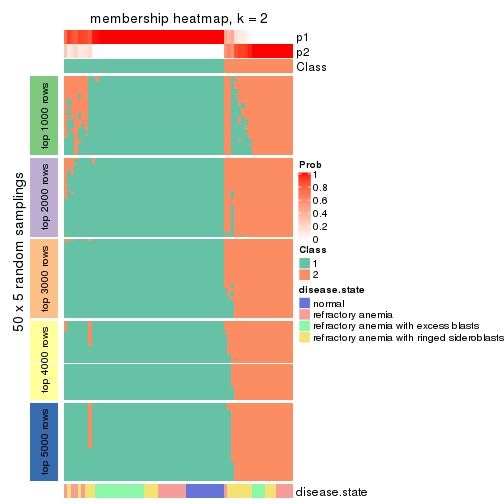 membership heatmap, k = 2
p1
p2
Class
50 x 5 random samplings
top 1000 rows
top 2000 rows
top 3000 rows
top 4000 rows
top 5000 rows
Prob
1
0.8
0.6
0.4
0.2
0
Class
1
2
disease.state
normal
refractory anemia
refractory anemia with excess blasts
refractory anemia with ringed sideroblasts
disease.state